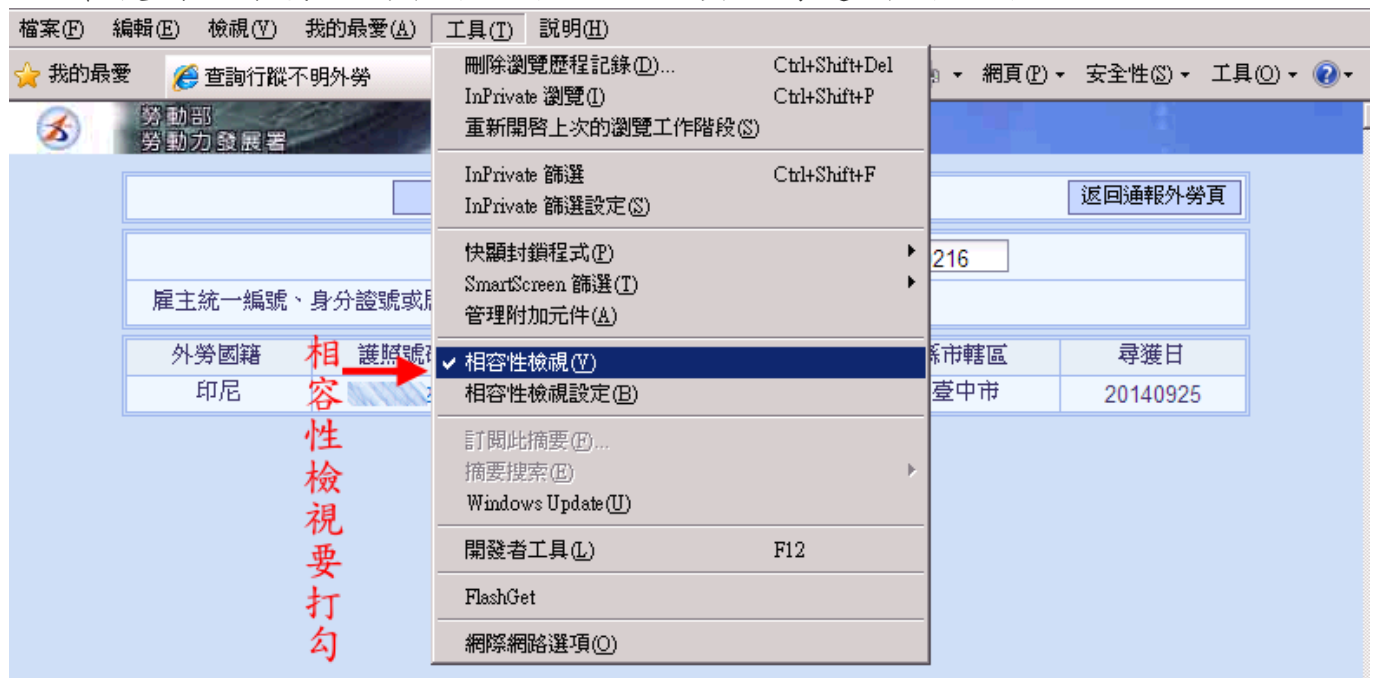 檔案(F) 編輯(E) 檢視(V) 我的最愛(A) 工具(T) 說明(H)
我的最愛 查詢行蹤不明外勞 網頁(P) 安全性(S) 工具(O)
勞動部
勞動力發展署
返回通報外勞頁
216
雇主統一編號、身分證號或
外勞國籍 護照號 市轄區 尋獲日
印尼 臺中市 20140925
相容性檢視要打勾
刪除瀏覽歷程記錄(D)... Ctrl+Shift+Del
InPrivate 瀏覽(I) Ctrl+Shift+P
重新開啓上次的瀏覽工作階段(S)
InPrivate 篩選 Ctrl+Shift+F
InPrivate 篩選設定(S)
快顯封鎖程式(P)
SmartScreen 篩選(T)
管理附加元件(A)
相容性檢視(V)
相容性檢視設定(B)
訂閱此摘要(F)...
摘要搜索(E)
Windows Update(U)
開發者工具(L) F12
FlashGet
網際網路選項(O)